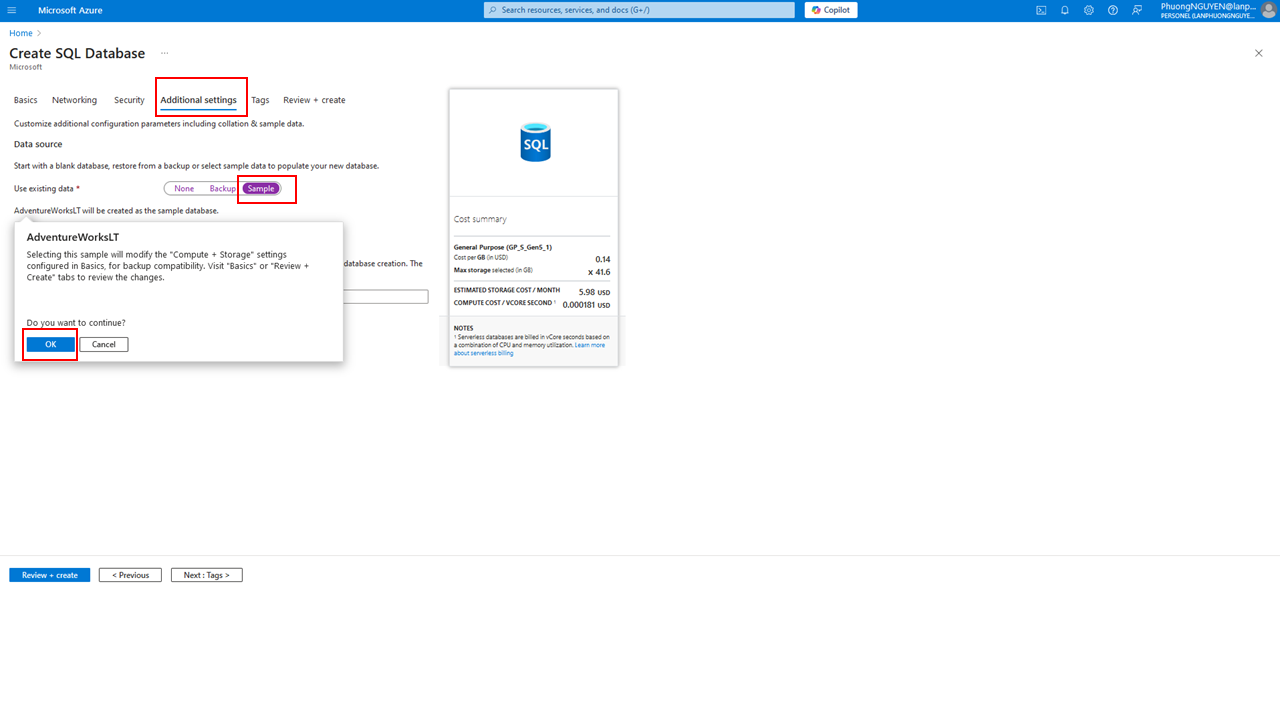 Microsoft Azure
Search resources, services, and docs (G+/)
Copilot
PhuongNGUYEN@lanp...
PERSONEL (LANPHUONGNGUYE...
Home
Create SQL Database ...
Microsoft
Basics Networking Security Additional settings Tags Review + create
Customize additional configuration parameters including collation & sample data.
Data source
Start with a blank database, restore from a backup or select sample data to populate your new database.
Use existing data *
None Backup Sample
AdventureWorksLT will be created as the sample database.
AdventureWorksLT
Selecting this sample will modify the "Compute + Storage" settings
configured in Basics, for backup compatibility. Visit "Basics" or "Review +
Create" tabs to review the changes.
database creation. The
Do you want to continue?
OK Cancel
SQL
Cost summary
General Purpose (GP_S_Gen5_1)
Cost per GB (in USD) 0.14
Max storage selected (in GB) x 41.6
ESTIMATED STORAGE COST / MONTH 5.98 USD
COMPUTE COST / VCORE SECOND ¹ 0.000181 USD
NOTES
¹ Serverless databases are billed in vCore seconds based on
a combination of CPU and memory utilization. Learn more
about serverless billing
Review + create < Previous Next : Tags >